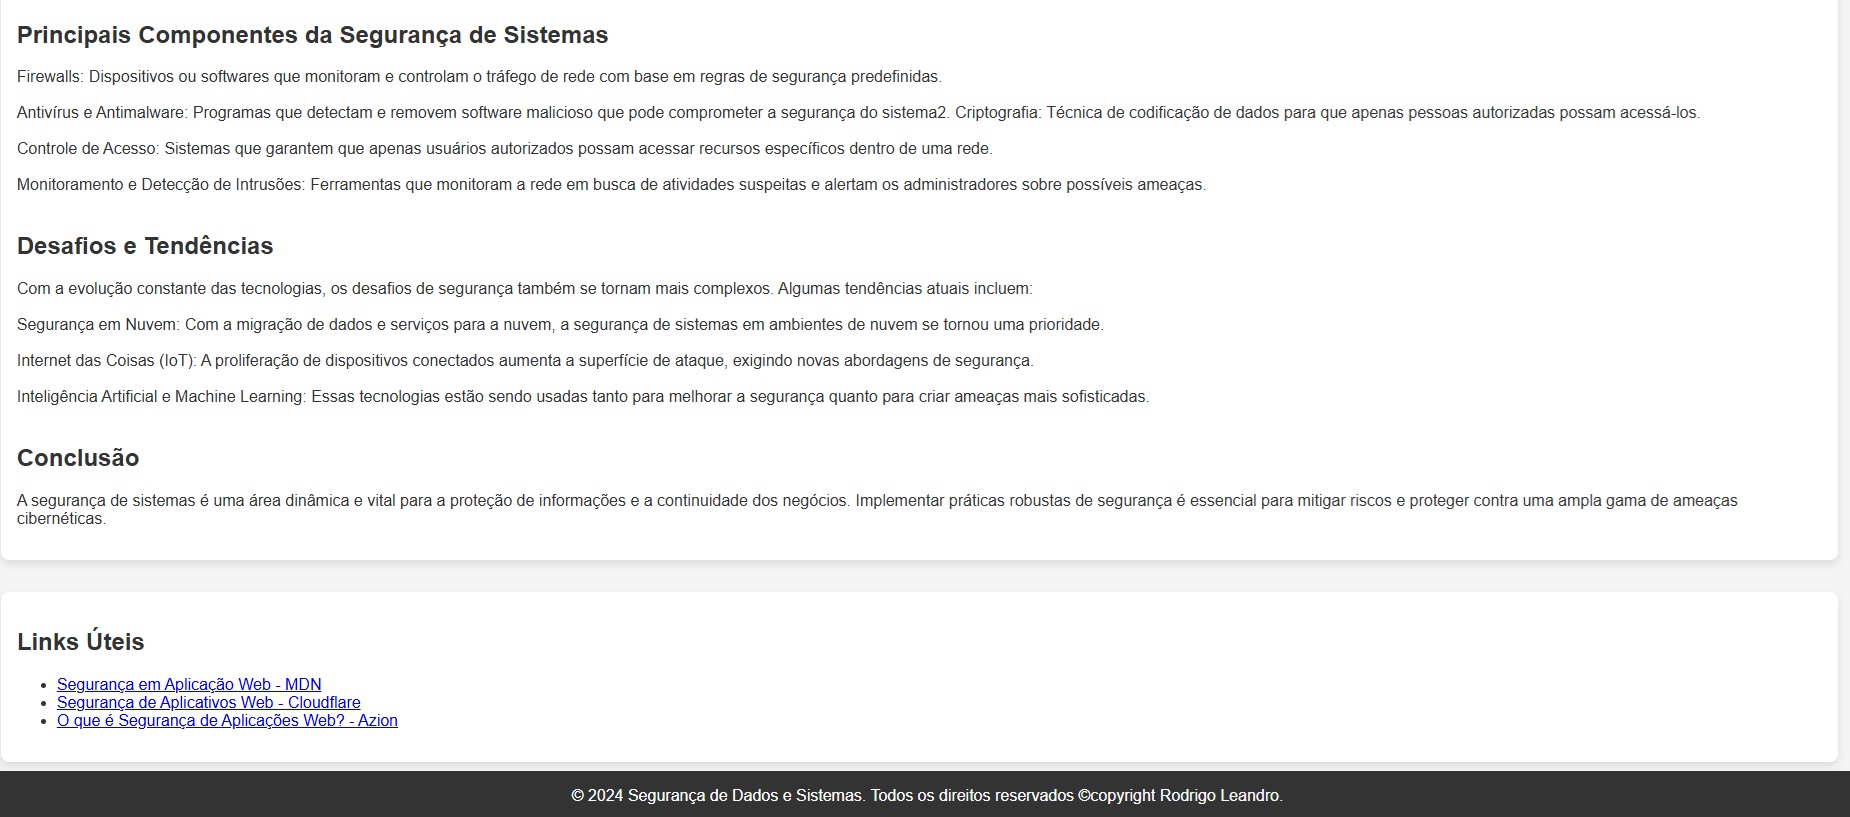 Principais Componentes da Segurança de Sistemas
Firewalls: Dispositivos ou softwares que monitoram e controlam o tráfego de rede com base em regras de segurança predefinidas.
Antivírus e Antimalware: Programas que detectam e removem software malicioso que pode comprometer a segurança do sistema2. Criptografia: Técnica de codificação de dados para que apenas pessoas autorizadas possam acessá-los.
Controle de Acesso: Sistemas que garantem que apenas usuários autorizados possam acessar recursos específicos dentro de uma rede.
Monitoramento e Detecção de Intrusões: Ferramentas que monitoram a rede em busca de atividades suspeitas e alertam os administradores sobre possíveis ameaças.
Desafios e Tendências
Com a evolução constante das tecnologias, os desafios de segurança também se tornam mais complexos. Algumas tendências atuais incluem:
Segurança em Nuvem: Com a migração de dados e serviços para a nuvem, a segurança de sistemas em ambientes de nuvem se tornou uma prioridade.
Internet das Coisas (IoT): A proliferação de dispositivos conectados aumenta a superfície de ataque, exigindo novas abordagens de segurança.
Inteligência Artificial e Machine Learning: Essas tecnologias estão sendo usadas tanto para melhorar a segurança quanto para criar ameaças mais sofisticadas.
Conclusão
A segurança de sistemas é uma área dinâmica e vital para a proteção de informações e a continuidade dos negócios. Implementar práticas robustas de segurança é essencial para mitigar riscos e proteger contra uma ampla gama de ameaças
cibernéticas.
Links Úteis
Segurança em Aplicação Web - MDN
Segurança de Aplicativos Web - Cloudflare
O que é Segurança de Aplicações Web? - Azion
© 2024 Segurança de Dados e Sistemas. Todos os direitos reservados ©copyright Rodrigo Leandro.